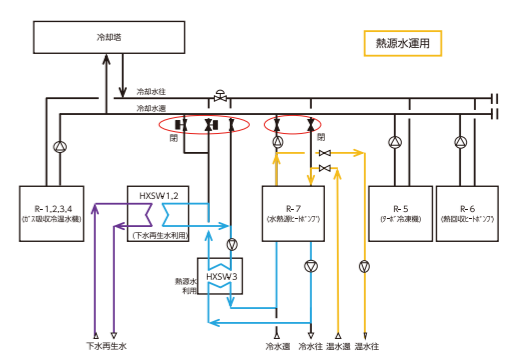 冷却塔
熱源水運用
冷却水往
冷却水還
閉
閉
R-1,2,3,4
(ｶﾞｽ吸収冷温水機)
HXSW1,2
(下水再生水利用)
R-7
(水熱源ﾋｰﾄﾎﾟﾝﾌﾟ)
R-5
(ﾀｰﾎﾞ冷凍機)
R-6
(熱回収ﾋｰﾄﾎﾟﾝﾌﾟ)
熱源水
利用
HXSW3
下水再生水
冷水還
冷水往
温水還
温水往